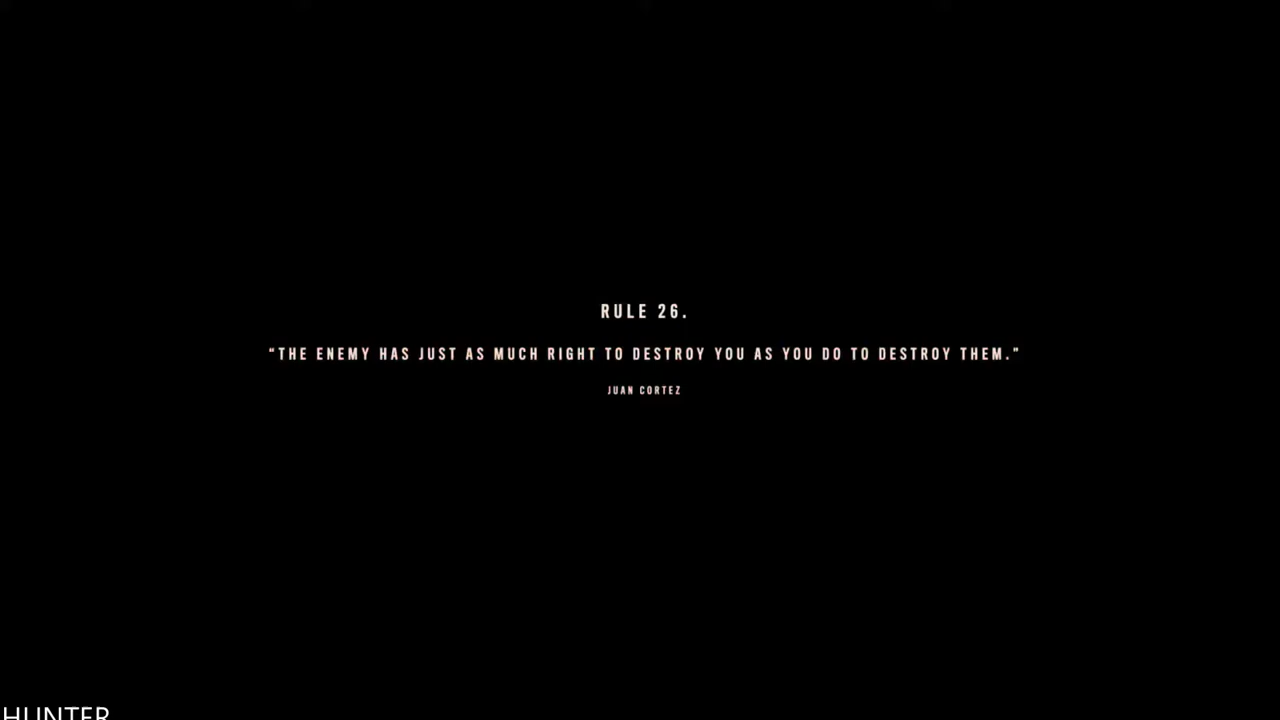 RULE 26.
“THE ENEMY HAS JUST AS MUCH RIGHT TO DESTROY YOU AS YOU DO TO DESTROY THEM.”
JUAN CORTEZ
HUNTER